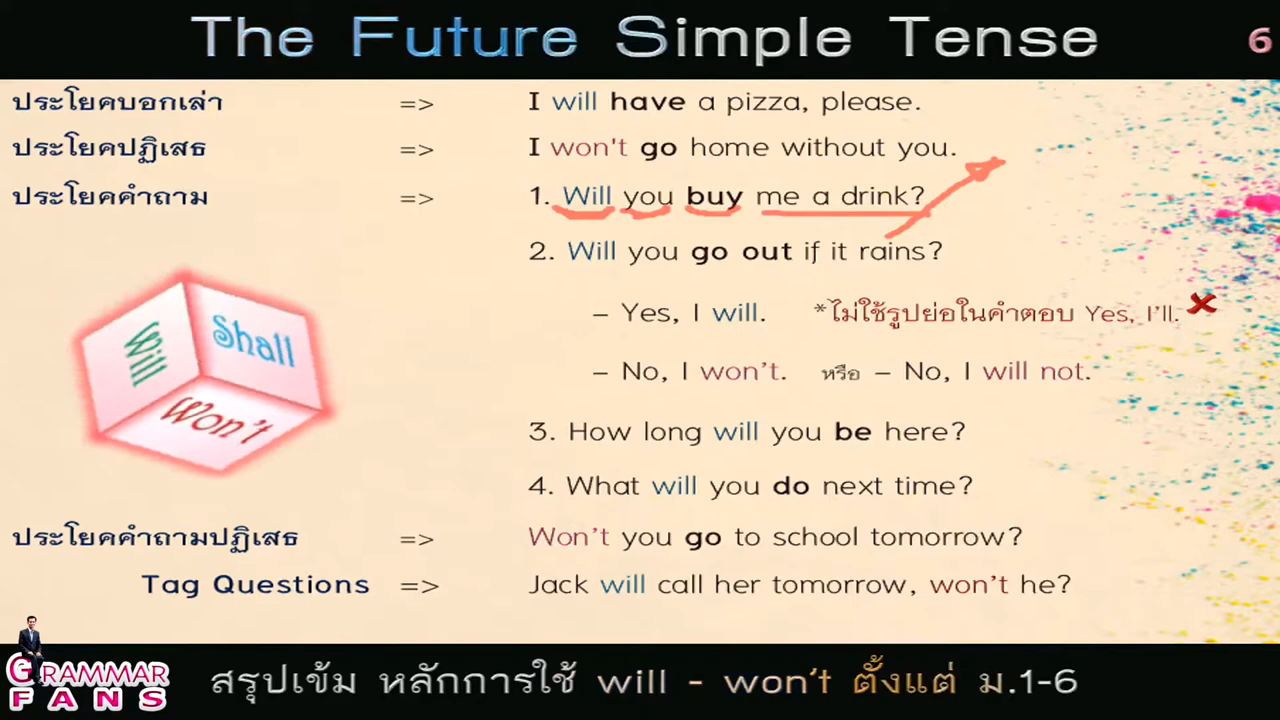 The Future Simple Tense 6
ประโยคบอกเล่า => I will have a pizza, please.
ประโยคปฏิเสธ => I won't go home without you.
ประโยคคำถาม => 1. Will you buy me a drink?
2. Will you go out if it rains?
– Yes, I will. *ไม่ใช้รูปย่อในคำตอบ Yes, I'll.
– No, I won't. หรือ – No, I will not.
3. How long will you be here?
4. What will you do next time?
ประโยคคำถามปฏิเสธ => Won't you go to school tomorrow?
Tag Questions => Jack will call her tomorrow, won't he?
Will
Shall
Won't
GRAMMAR
FANS
สรุปเข้ม หลักการใช้ will - won't ตั้งแต่ ม.1-6